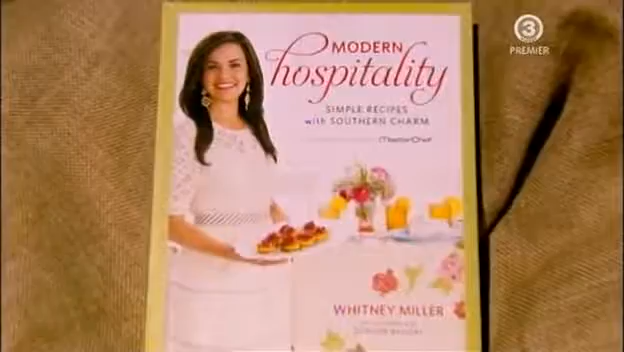 3
PREMIER
MODERN
hospitality
SIMPLE RECIPES
with SOUTHERN CHARM
MasterChef
WHITNEY MILLER